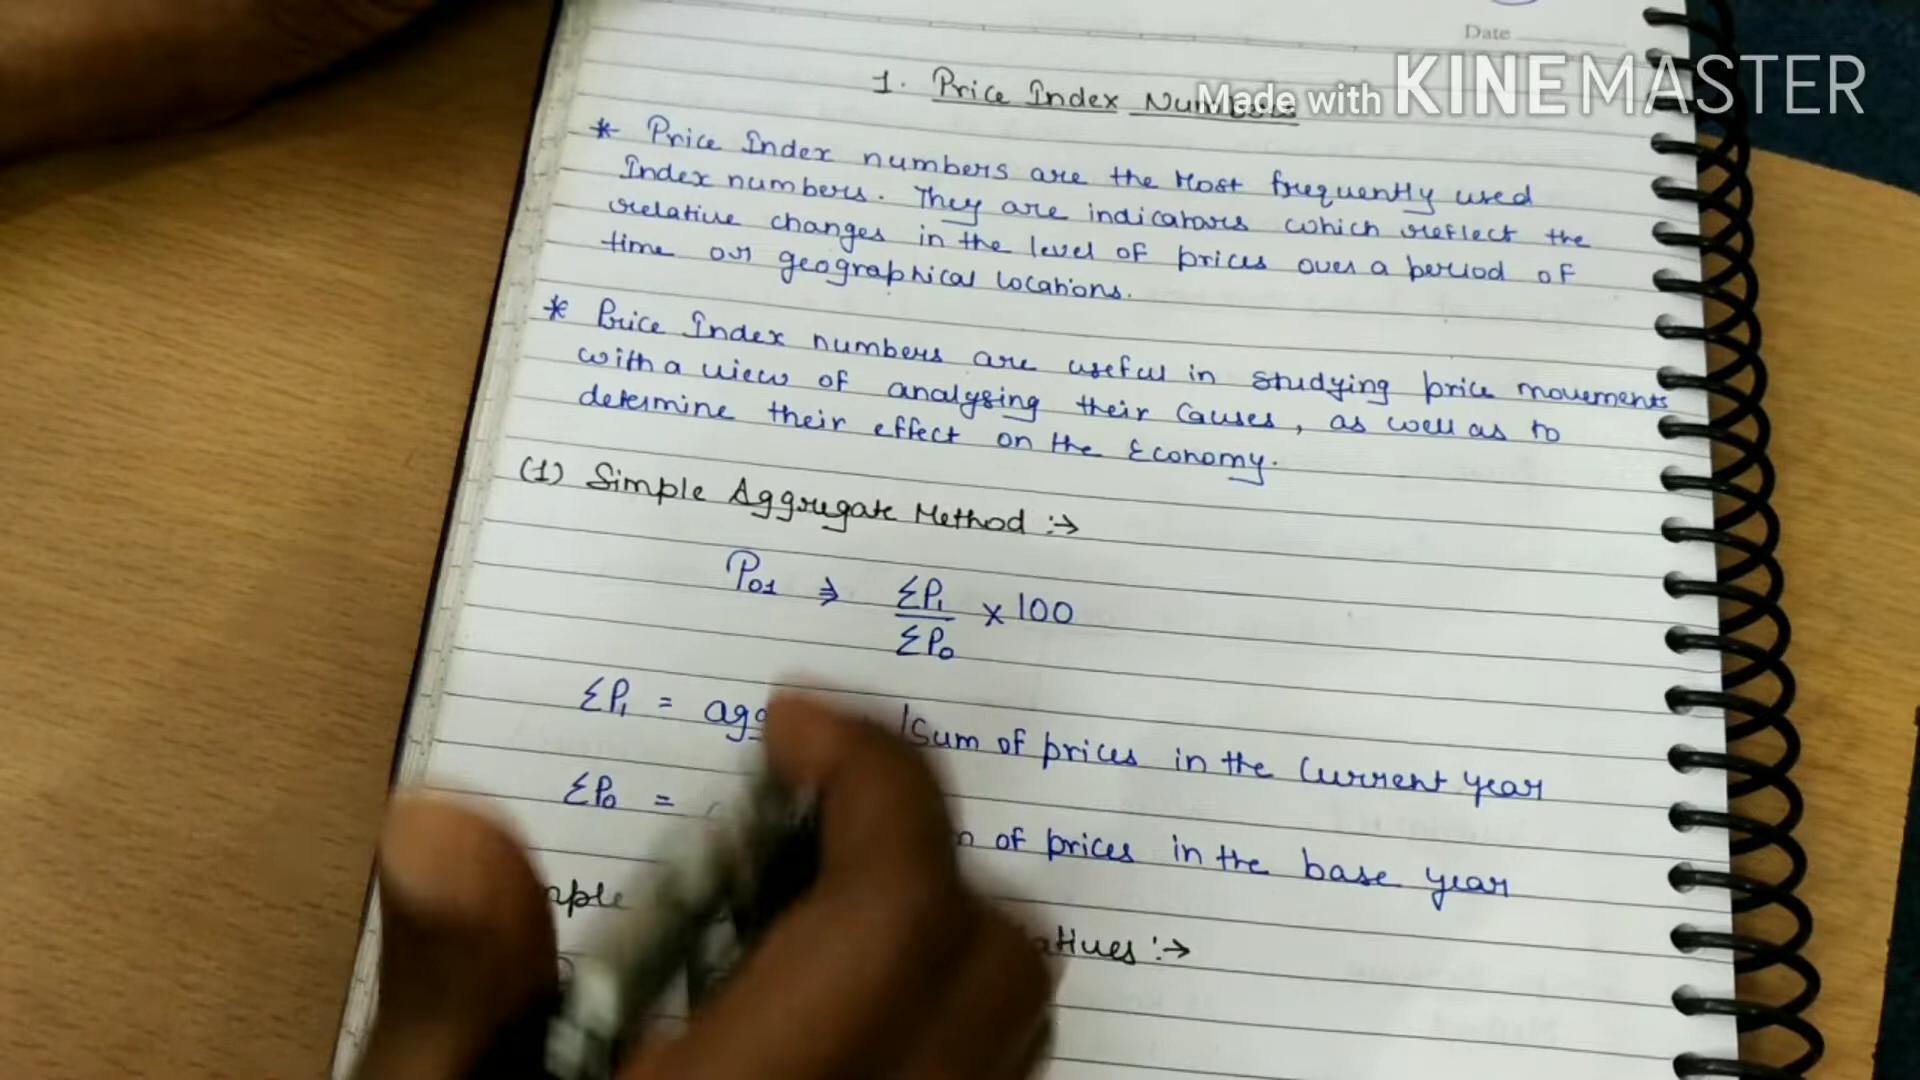 Date
Made with KINEMASTER
1. Price Index Numbers
* Price Index numbers are the Most frequently used
Index numbers. They are indicators which reflect the
relative changes in the level of prices over a period of
time or geographical locations.
* Price Index numbers are useful in studying price movements
with a view of analysing their Causes, as well as to
determine their effect on the Economy.
(1) Simple Aggregate Method :→
P01 ⇒ ΣP1 / ΣP0 × 100
ΣP1 = agg |Sum of prices in the Current year
ΣP0 = of prices in the base year
:→